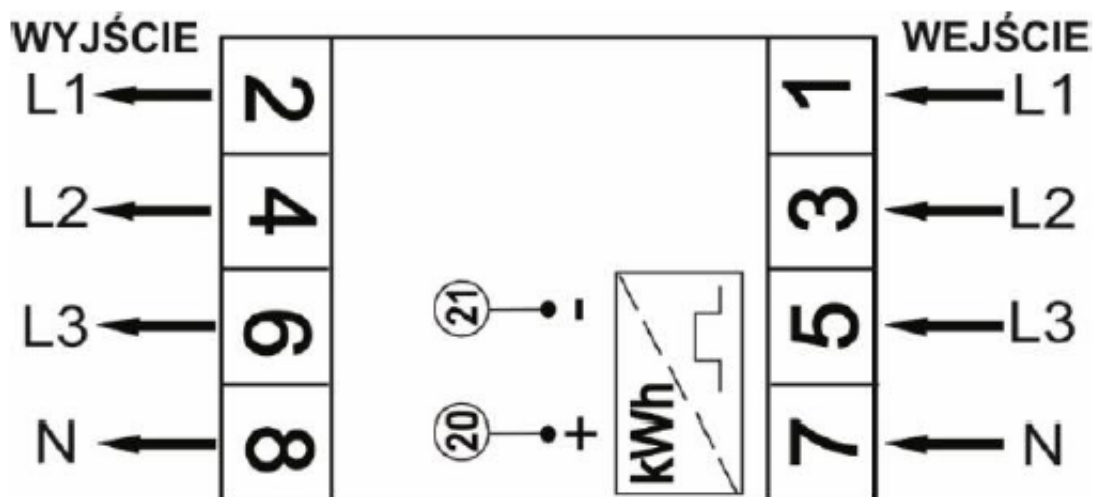 WYJŚCIE WEJŚCIE
L1 2 1 L1
L2 4 3 L2
21 -
L3 6 5 L3
20 + kWh
N 8 7 N